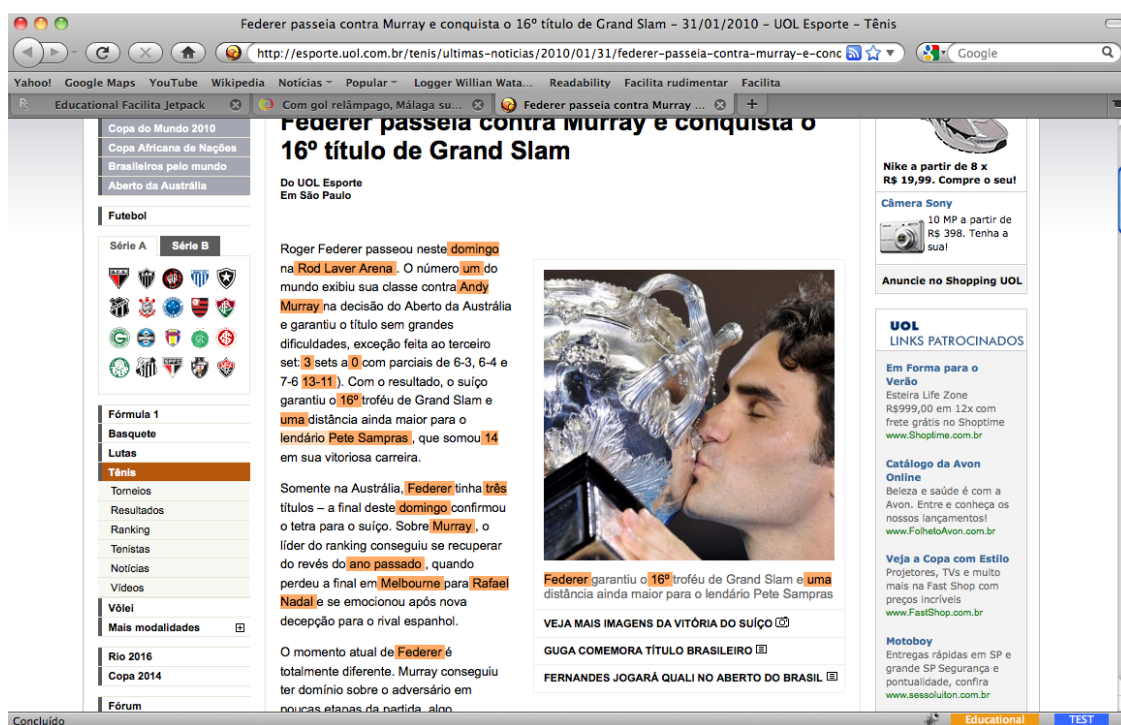 Federer passeia contra Murray e conquista o 16º título de Grand Slam – 31/01/2010 – UOL Esporte – Tênis
http://esporte.uol.com.br/tenis/ultimas-noticias/2010/01/31/federer-passeia-contra-murray-e-conc
Google
Yahoo! Google Maps YouTube Wikipedia Notícias Popular Logger Willian Wata... Readability Facilita rudimentar Facilita
Educational Facilita Jetpack
Com gol relâmpago, Málaga su...
Federer passeia contra Murray ...
Copa do Mundo 2010
Copa Africana de Nações
Brasileiros pelo mundo
Aberto da Austrália
Futebol
Série A Série B
Fórmula 1
Basquete
Lutas
Tênis
Torneios
Resultados
Ranking
Tenistas
Notícias
Vídeos
Vôlei
Mais modalidades
Rio 2016
Copa 2014
Fórum
Federer passeia contra Murray e conquista o
16º título de Grand Slam
Do UOL Esporte
Em São Paulo
Roger Federer passeou neste domingo
na Rod Laver Arena . O número um do
mundo exibiu sua classe contra Andy
Murray na decisão do Aberto da Austrália
e garantiu o título sem grandes
dificuldades, exceção feita ao terceiro
set: 3 sets a 0 com parciais de 6-3, 6-4 e
7-6 13-11 ). Com o resultado, o suíço
garantiu o 16º troféu de Grand Slam e
uma distância ainda maior para o
lendário Pete Sampras , que somou 14
em sua vitoriosa carreira.
Somente na Austrália, Federer tinha três
títulos – a final deste domingo confirmou
o tetra para o suíço. Sobre Murray , o
líder do ranking conseguiu se recuperar
do revés do ano passado , quando
perdeu a final em Melbourne para Rafael
Nadal e se emocionou após nova
decepção para o rival espanhol.
O momento atual de Federer é
totalmente diferente. Murray conseguiu
ter domínio sobre o adversário em
poucas etapas da partida, algo
Federer garantiu o 16º troféu de Grand Slam e uma
distância ainda maior para o lendário Pete Sampras
VEJA MAIS IMAGENS DA VITÓRIA DO SUÍÇO
GUGA COMEMORA TÍTULO BRASILEIRO
FERNANDES JOGARÁ QUALI NO ABERTO DO BRASIL
Nike a partir de 8 x
R$ 19,99. Compre o seu!
Câmera Sony
10 MP a partir de
R$ 398. Tenha a
sua!
Anuncie no Shopping UOL
UOL
LINKS PATROCINADOS
Em Forma para o
Verão
Esteira Life Zone
R$999,00 em 12x com
frete grátis no Shoptime
www.Shoptime.com.br
Catálogo da Avon
Online
Beleza e saúde é com a
Avon. Entre e conheça os
nossos lançamentos!
www.FolhetoAvon.com.br
Veja a Copa com Estilo
Projetores, TVs e muito
mais na Fast Shop com
preços incríveis
www.FastShop.com.br
Motoboy
Entregas rápidas em SP e
grande SP Segurança e
pontualidade, confira
www.sessoluiton.com.br
Concluído
Educational
TEST